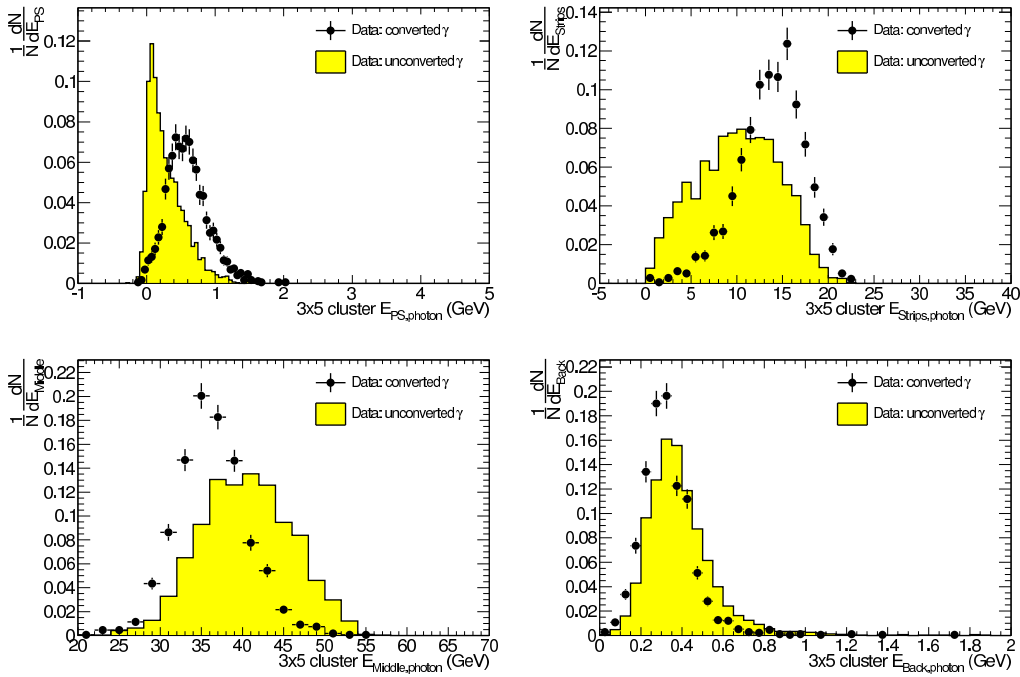 1/N dN/dE_PS
Data: converted γ
Data: unconverted γ
0.12
0.1
0.08
0.06
0.04
0.02
0
-1 0 1 2 3 4 5
3x5 cluster E_PS,photon (GeV)
1/N dN/dE_Strips
Data: converted γ
Data: unconverted γ
0.14
0.12
0.1
0.08
0.06
0.04
0.02
0
-5 0 5 10 15 20 25 30 35 40
3x5 cluster E_Strips,photon (GeV)
1/N dN/dE_Middle
Data: converted γ
Data: unconverted γ
0.22
0.2
0.18
0.16
0.14
0.12
0.1
0.08
0.06
0.04
0.02
0
20 25 30 35 40 45 50 55 60 65 70
3x5 cluster E_Middle,photon (GeV)
1/N dN/dE_Back
Data: converted γ
Data: unconverted γ
0.22
0.2
0.18
0.16
0.14
0.12
0.1
0.08
0.06
0.04
0.02
0
0 0.2 0.4 0.6 0.8 1 1.2 1.4 1.6 1.8 2
3x5 cluster E_Back,photon (GeV)